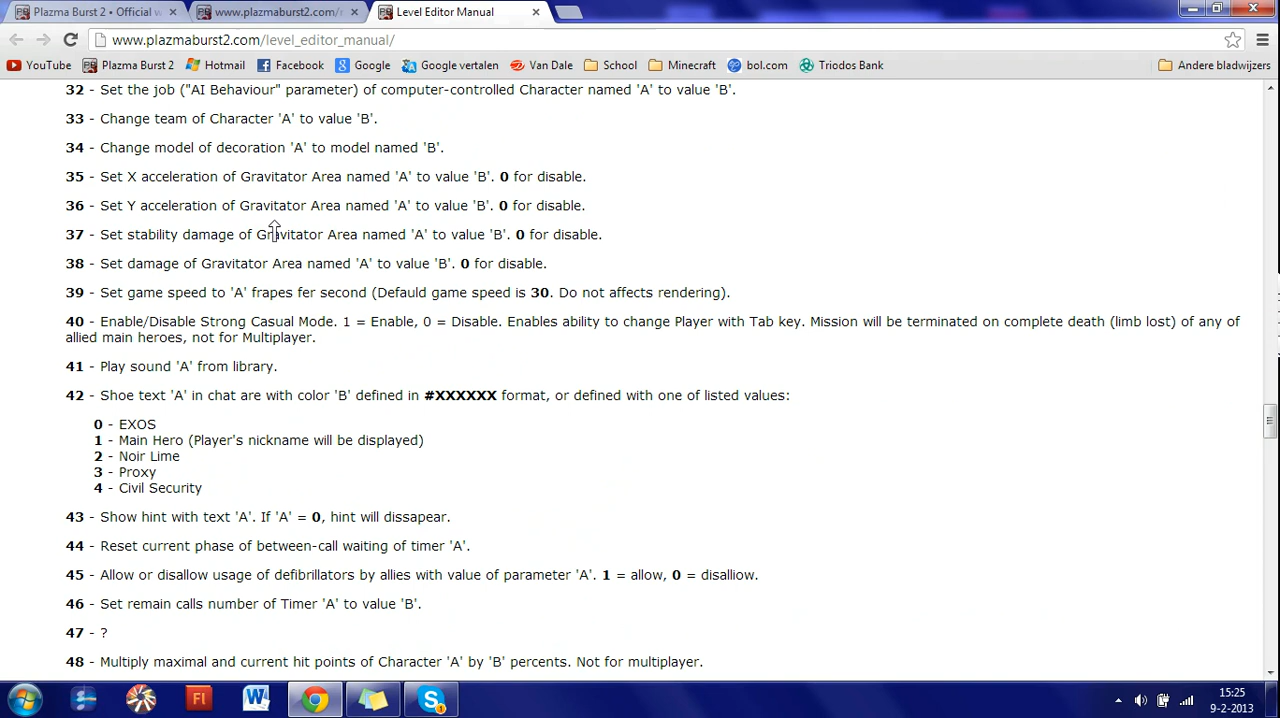 Plazma Burst 2 • Official w
www.plazmaburst2.com/r
Level Editor Manual
www.plazmaburst2.com/level_editor_manual/
YouTube Plazma Burst 2 Hotmail Facebook Google Google vertalen Van Dale School Minecraft bol.com Triodos Bank Andere bladwijzers
32 - Set the job ("AI Behaviour" parameter) of computer-controlled Character named 'A' to value 'B'.
33 - Change team of Character 'A' to value 'B'.
34 - Change model of decoration 'A' to model named 'B'.
35 - Set X acceleration of Gravitator Area named 'A' to value 'B'. 0 for disable.
36 - Set Y acceleration of Gravitator Area named 'A' to value 'B'. 0 for disable.
37 - Set stability damage of Gravitator Area named 'A' to value 'B'. 0 for disable.
38 - Set damage of Gravitator Area named 'A' to value 'B'. 0 for disable.
39 - Set game speed to 'A' frapes fer second (Defauld game speed is 30. Do not affects rendering).
40 - Enable/Disable Strong Casual Mode. 1 = Enable, 0 = Disable. Enables ability to change Player with Tab key. Mission will be terminated on complete death (limb lost) of any of
allied main heroes, not for Multiplayer.
41 - Play sound 'A' from library.
42 - Shoe text 'A' in chat are with color 'B' defined in #XXXXXX format, or defined with one of listed values:
0 - EXOS
1 - Main Hero (Player's nickname will be displayed)
2 - Noir Lime
3 - Proxy
4 - Civil Security
43 - Show hint with text 'A'. If 'A' = 0, hint will dissapear.
44 - Reset current phase of between-call waiting of timer 'A'.
45 - Allow or disallow usage of defibrillators by allies with value of parameter 'A'. 1 = allow, 0 = disalliow.
46 - Set remain calls number of Timer 'A' to value 'B'.
47 - ?
48 - Multiply maximal and current hit points of Character 'A' by 'B' percents. Not for multiplayer.
15:25
9-2-2013